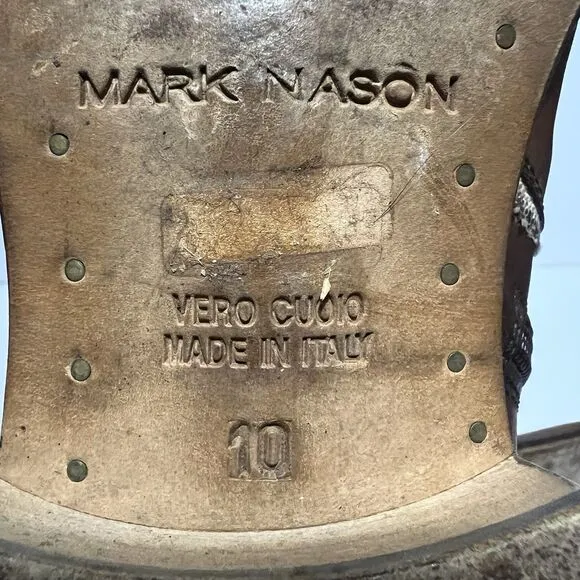 MARK NASON
VERO CUOIO
MADE IN ITALY
10